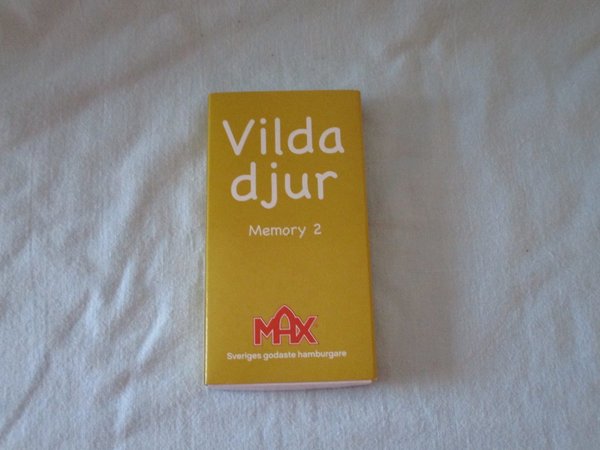 Vilda
djur
Memory 2
MAX
Sveriges godaste hamburgare